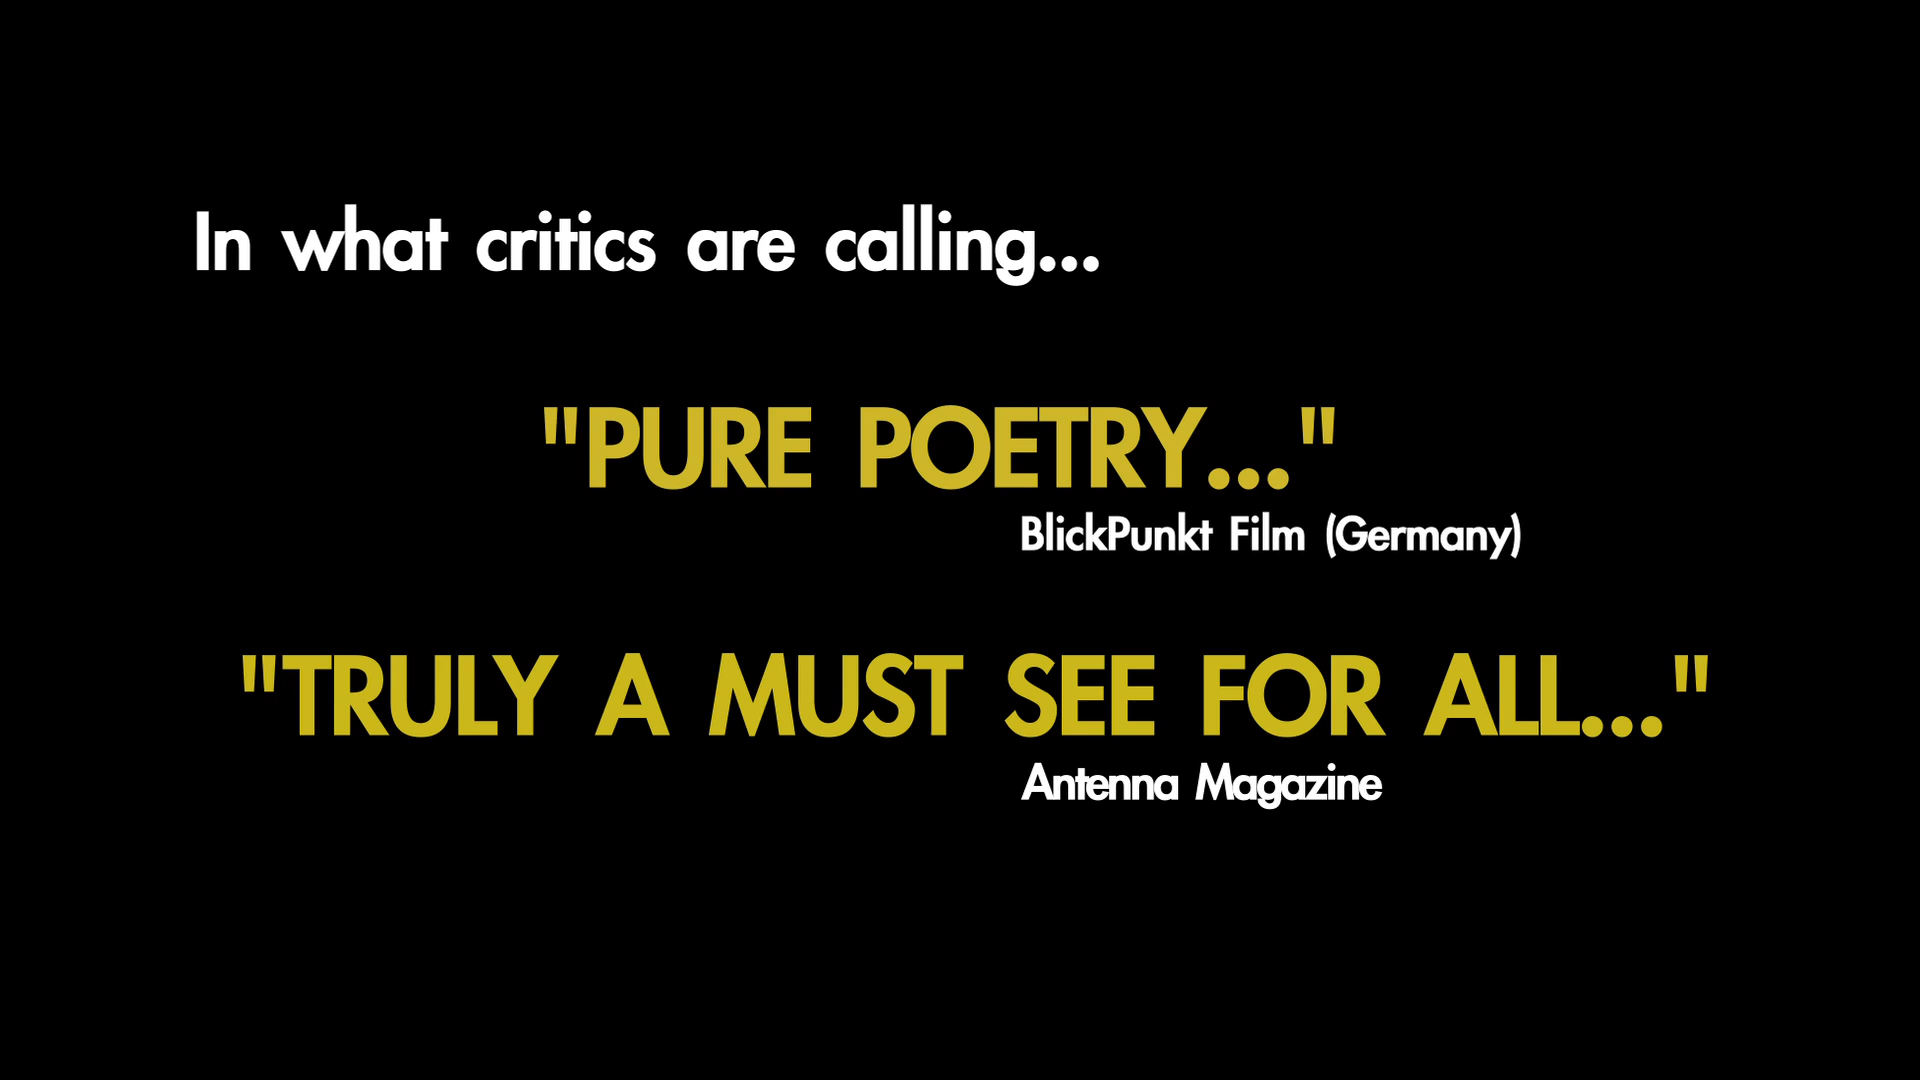 In what critics are calling...
"PURE POETRY..."
BlickPunkt Film (Germany)
"TRULY A MUST SEE FOR ALL..."
Antenna Magazine